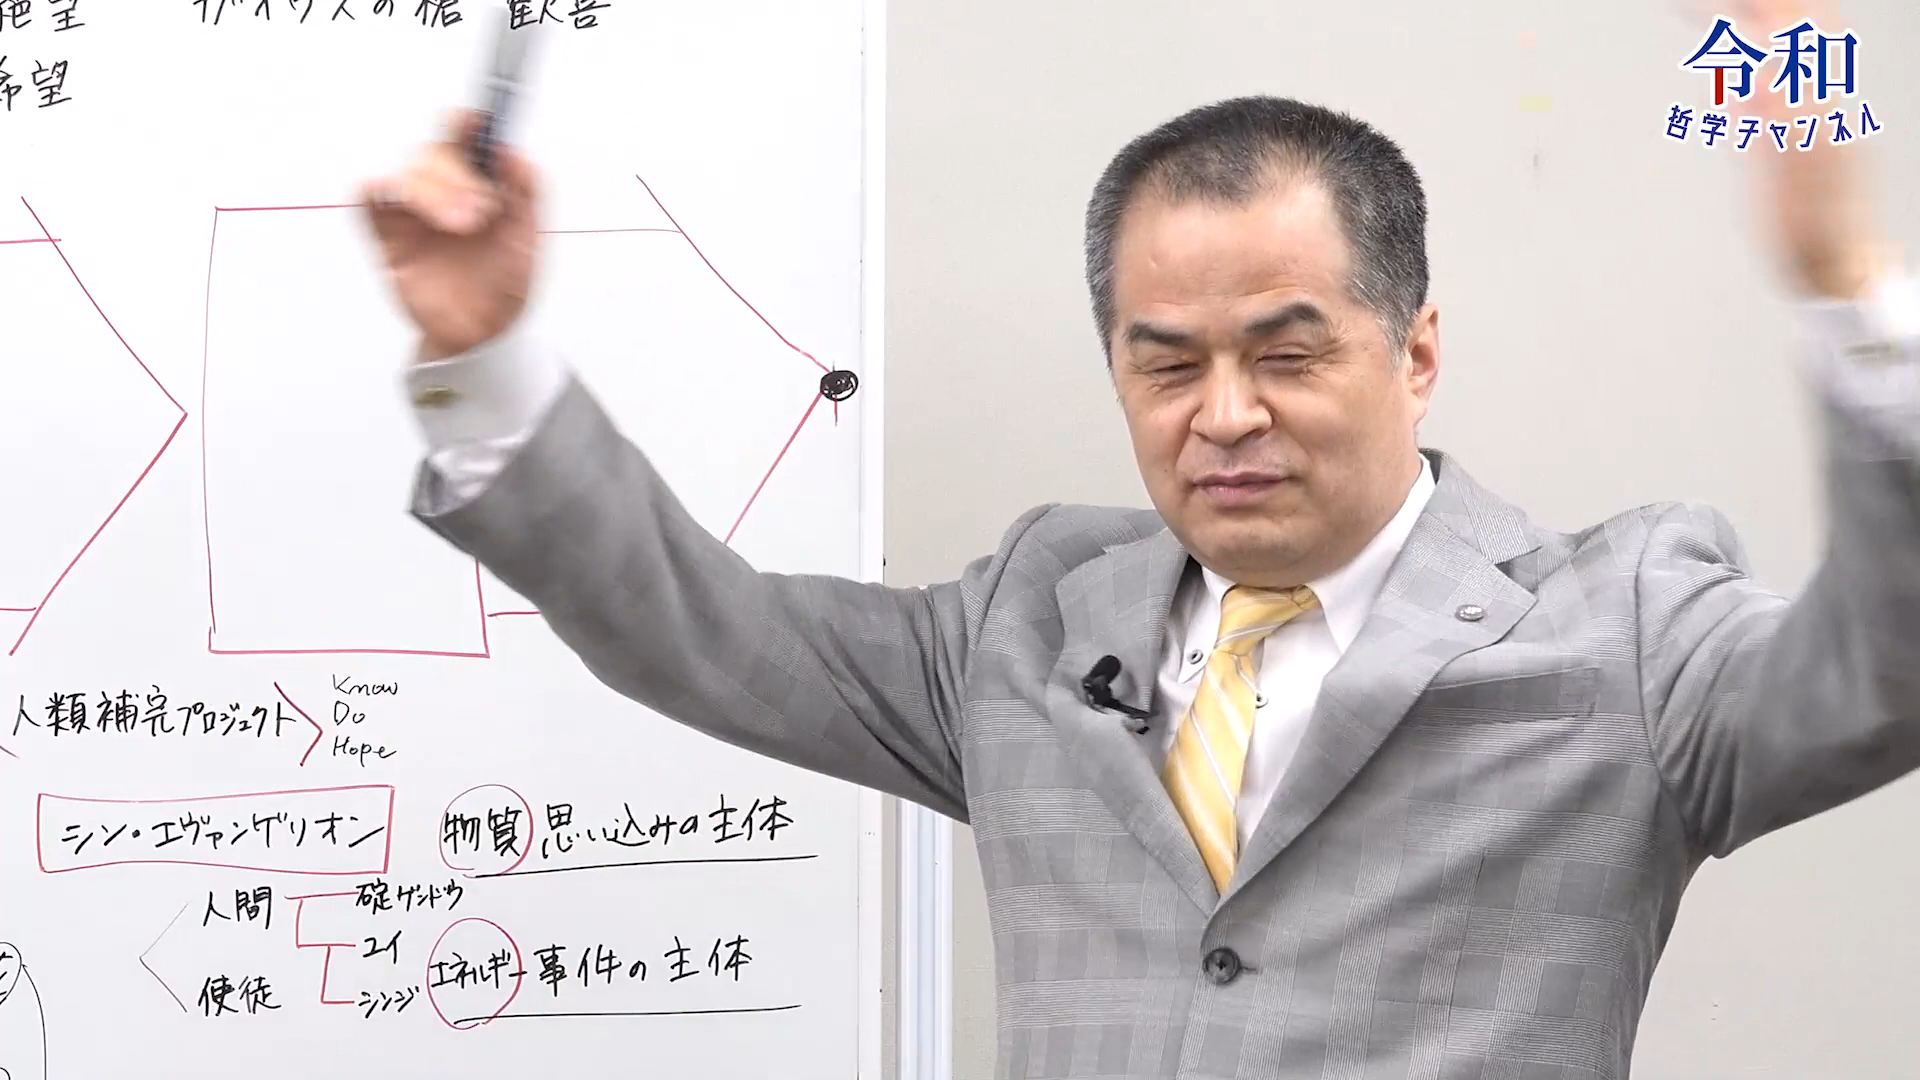 絶望
ガイウスの槍 歓喜
希望
令和
哲学チャンネル
人類補完プロジェクト
Know
Do
Hope
シン・エヴァンゲリオン
物質 思い込みの主体
人間
碇ゲンドウ
ユイ
エネルギー 事件の主体
使徒
シンジ